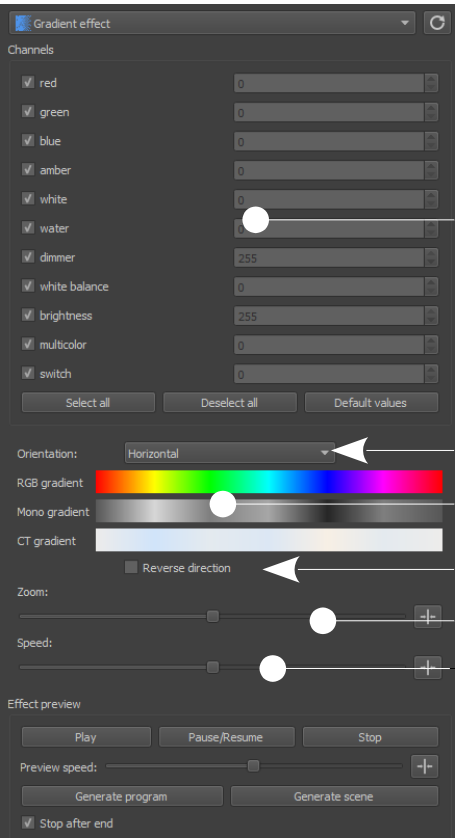 Gradient effect
Channels
red 0
green 0
blue 0
amber 0
white 0
water 0
dimmer 255
white balance 0
brightness 255
multicolor 0
switch 0
Select all Deselect all Default values
Orientation: Horizontal
RGB gradient
Mono gradient
CT gradient
Reverse direction
Zoom:
Speed:
Effect preview
Play Pause/Resume Stop
Preview speed:
Generate program Generate scene
Stop after end